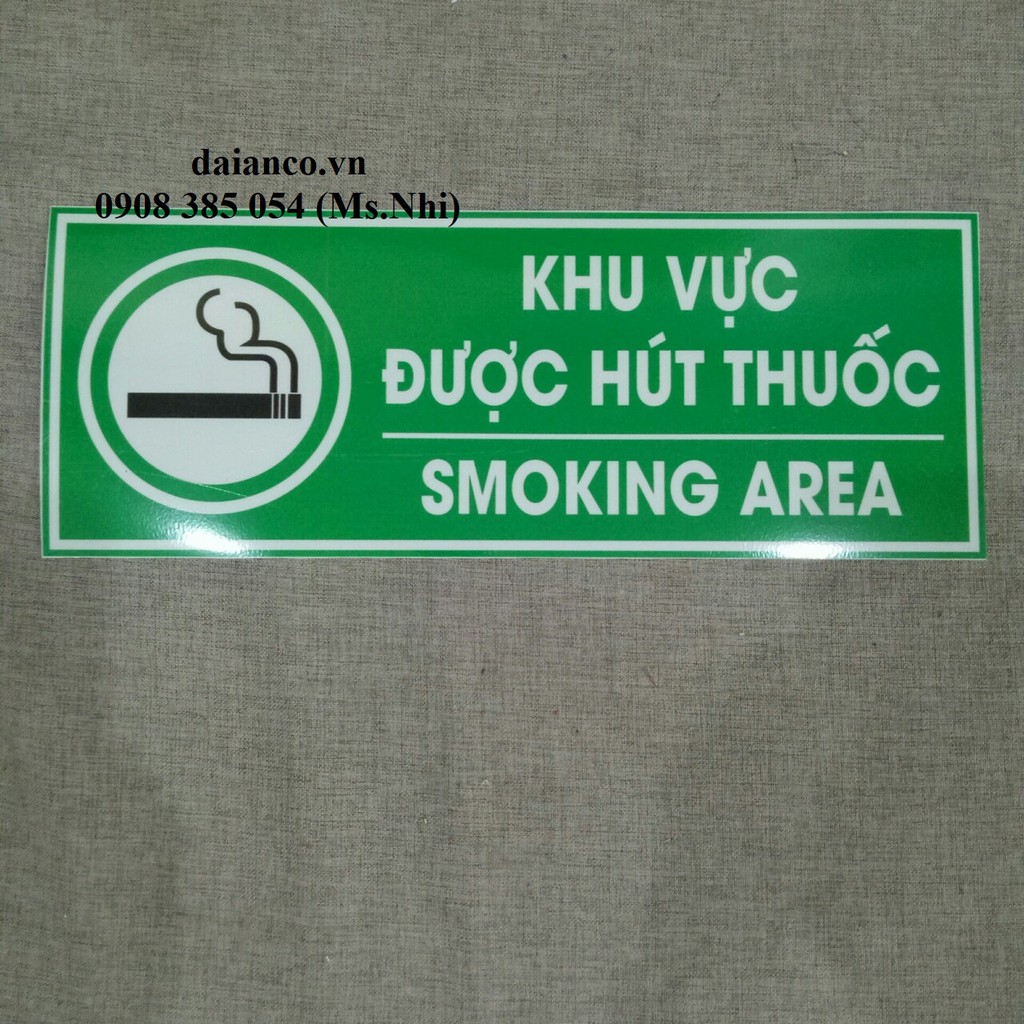 daianco.vn
0908 385 054 (Ms.Nhi)
KHU VỰC
ĐƯỢC HÚT THUỐC
SMOKING AREA